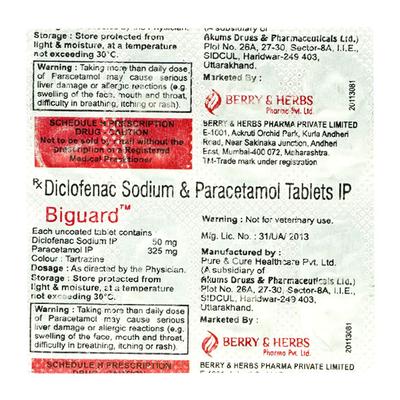 Storage : Store protected from
light & moisture, at a temperature
not exceeding 30°C.
Warning : Taking more than daily dose
of Paracetamol may cause serious
liver damage or allergic reactions (e.g.
swelling of the face, mouth and throat,
difficulty in breathing, itching or rash).
SCHEDULE H PRESCRIPTION
DRUG CAUTION
Not to be sold by retail without the
prescription of a Registered
Medical Practitioner
(A subsidiary of
Akums Drugs & Pharmaceuticals Ltd.)
Plot No. 26A, 27-30, Sector-8A, I.I.E.,
SIDCUL, Haridwar-249 403,
Uttarakhand.
Marketed By :
BERRY & HERBS
Pharma Pvt. Ltd.
20113081
BERRY & HERBS PHARMA PRIVATE LIMITED
E-1001, Ackruti Orchid Park, Kurla Andheri
Road, Near Sakinaka Junction, Andheri
East, Mumbai-400 072, Maharashtra.
TM-Trade mark under registration
Rx Diclofenac Sodium & Paracetamol Tablets IP
Biguard™
Each uncoated tablet contains
Diclofenac Sodium IP 50 mg
Paracetamol IP 325 mg
Colour : Tartrazine
Dosage : As directed by the Physician.
Storage : Store protected from
light & moisture, at a temperature
not exceeding 30°C.
Warning : Taking more than daily dose
of Paracetamol may cause serious
liver damage or allergic reactions (e.g.
swelling of the face, mouth and throat,
difficulty in breathing, itching or rash).
SCHEDULE H PRESCRIPTION
DRUG CAUTION
Warning : Not for veterinary use.
Mfg. Lic. No. : 31/UA/ 2013
Manufactured by :
Pure & Cure Healthcare Pvt. Ltd.
(A subsidiary of
Akums Drugs & Pharmaceuticals Ltd.)
Plot No. 26A, 27-30, Sector-8A, I.I.E.,
SIDCUL, Haridwar-249 403,
Uttarakhand.
Marketed By :
BERRY & HERBS
Pharma Pvt. Ltd.
20113081
BERRY & HERBS PHARMA PRIVATE LIMITED